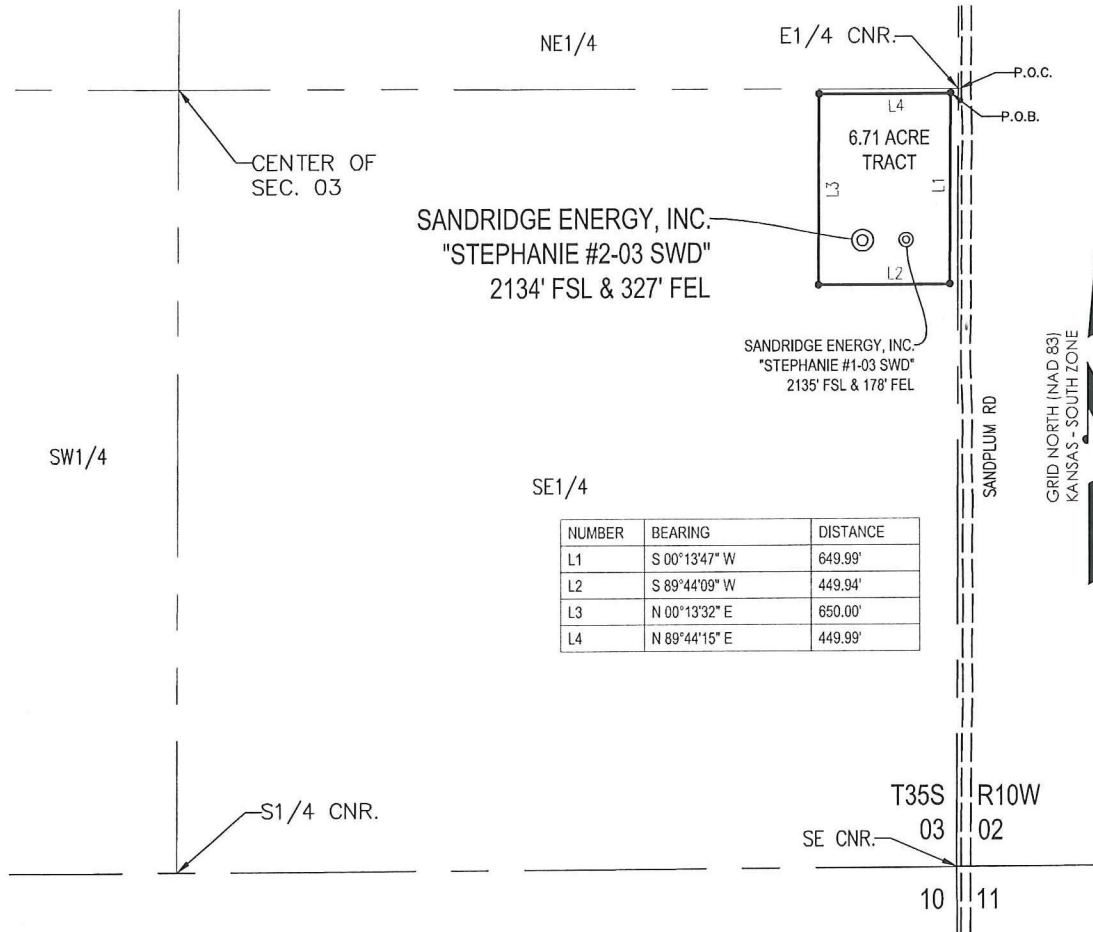 NE1/4
E1/4 CNR.
P.O.C.
P.O.B.
L4
6.71 ACRE
TRACT
L3
L1
L2
CENTER OF
SEC. 03
SANDRIDGE ENERGY, INC.
"STEPHANIE #2-03 SWD"
2134' FSL & 327' FEL
SANDRIDGE ENERGY, INC.
"STEPHANIE #1-03 SWD"
2135' FSL & 178' FEL
SANDPLUM RD
GRID NORTH (NAD 83)
KANSAS - SOUTH ZONE
SW1/4
SE1/4
NUMBER BEARING DISTANCE
L1 S 00°13'47" W 649.99'
L2 S 89°44'09" W 449.94'
L3 N 00°13'32" E 650.00'
L4 N 89°44'15" E 449.99'
T35S R10W
03 02
S1/4 CNR.
SE CNR.
10 11